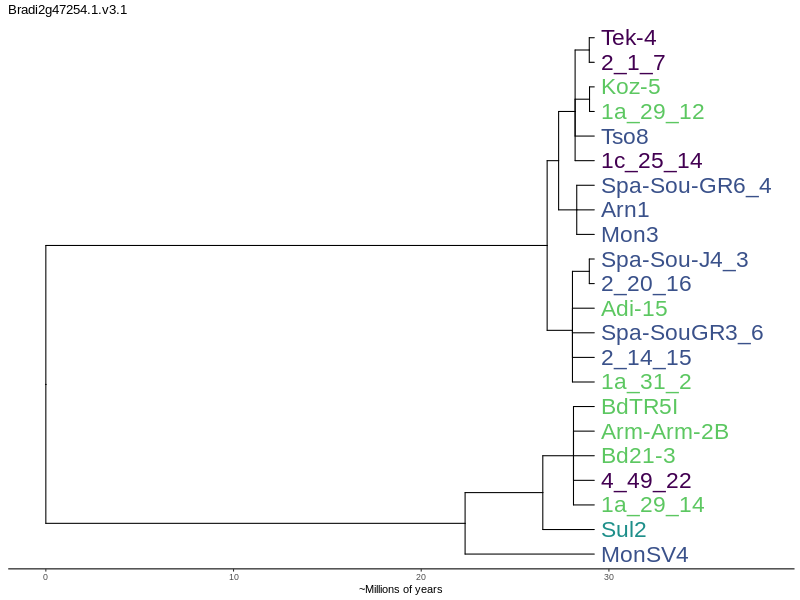 Bradi2g47254.1.v3.1
Tek-4
2_1_7
Koz-5
1a_29_12
Tso8
1c_25_14
Spa-Sou-GR6_4
Arn1
Mon3
Spa-Sou-J4_3
2_20_16
Adi-15
Spa-SouGR3_6
2_14_15
1a_31_2
BdTR5I
Arm-Arm-2B
Bd21-3
4_49_22
1a_29_14
Sul2
MonSV4
0 10 20 30
~Millions of years